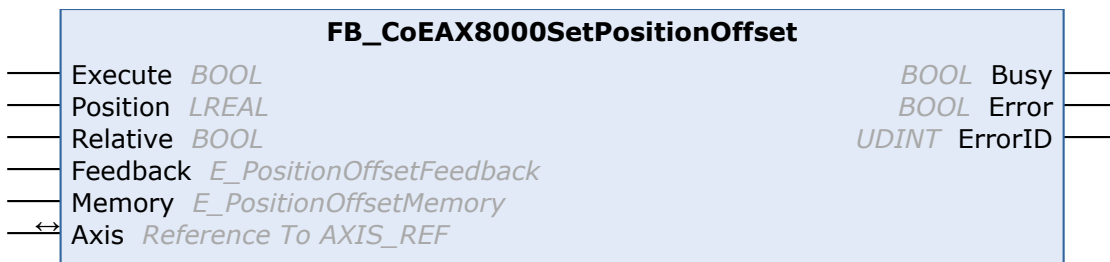 FB_CoEAX8000SetPositionOffset
Execute BOOL BOOL Busy
Position LREAL BOOL Error
Relative BOOL UDINT ErrorID
Feedback E_PositionOffsetFeedback
Memory E_PositionOffsetMemory
↔ Axis Reference To AXIS_REF